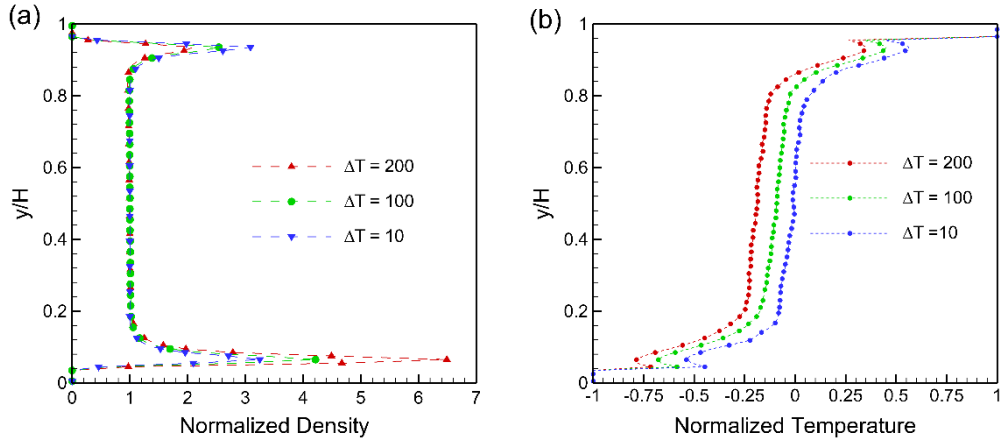 (a)
1
0.8
0.6
0.4
0.2
0
y/H
ΔT = 200
ΔT = 100
ΔT = 10
0 1 2 3 4 5 6 7
Normalized Density
(b)
1
0.8
0.6
0.4
0.2
0
y/H
ΔT = 200
ΔT = 100
ΔT =10
-1 -0.75 -0.5 -0.25 0 0.25 0.5 0.75 1
Normalized Temperature